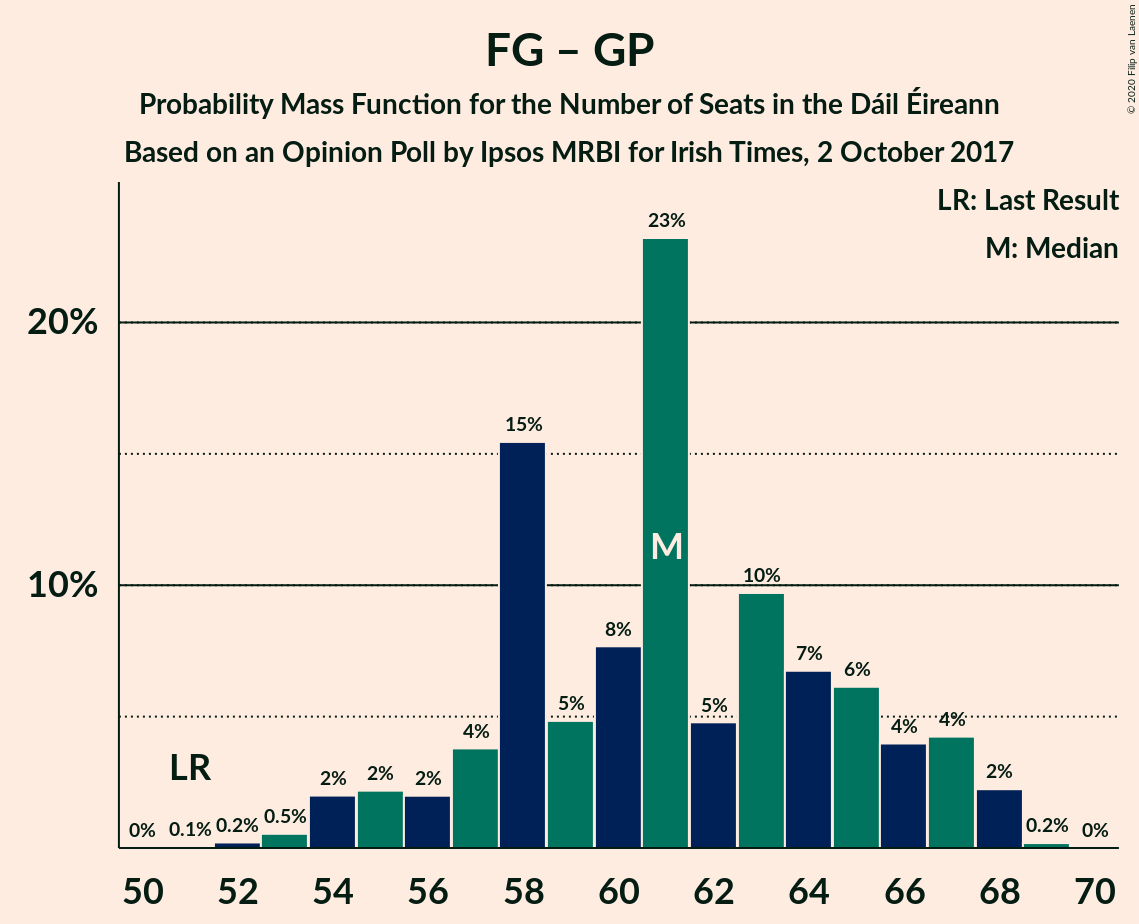 FG – GP
Probability Mass Function for the Number of Seats in the Dáil Éireann
Based on an Opinion Poll by Ipsos MRBI for Irish Times, 2 October 2017
© 2020 Filip van Laenen
LR: Last Result
M: Median
20%
10%
0%
0.1%
0.2%
0.5%
2%
2%
2%
4%
15%
5%
8%
23%
5%
10%
7%
6%
4%
4%
2%
0.2%
0%
LR
M
50 52 54 56 58 60 62 64 66 68 70